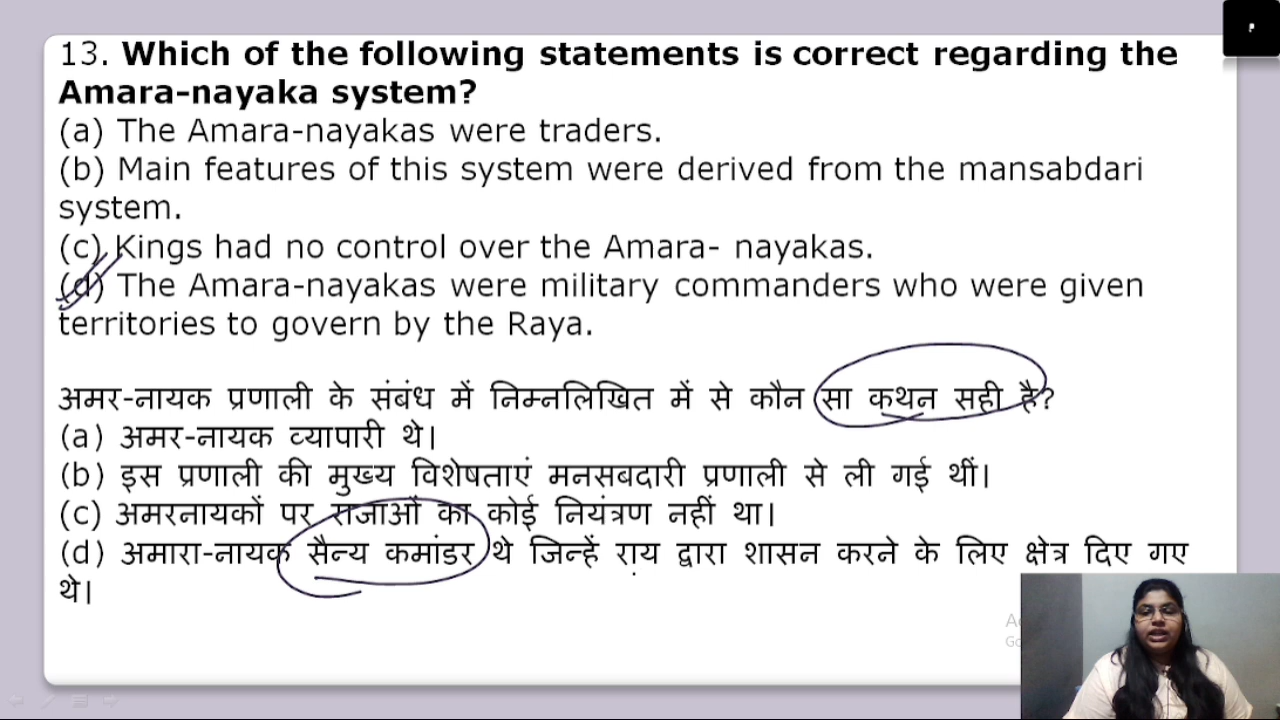 13. Which of the following statements is correct regarding the
Amara-nayaka system?
(a) The Amara-nayakas were traders.
(b) Main features of this system were derived from the mansabdari
system.
(c) Kings had no control over the Amara- nayakas.
(d) The Amara-nayakas were military commanders who were given
territories to govern by the Raya.
अमर-नायक प्रणाली के संबंध में निम्नलिखित में से कौन सा कथन सही है?
(a) अमर-नायक व्यापारी थे।
(b) इस प्रणाली की मुख्य विशेषताएं मनसबदारी प्रणाली से ली गई थीं।
(c) अमरनायकों पर राजाओं का कोई नियंत्रण नहीं था।
(d) अमारा-नायक सैन्य कमांडर थे जिन्हें राय द्वारा शासन करने के लिए क्षेत्र दिए गए
थे।